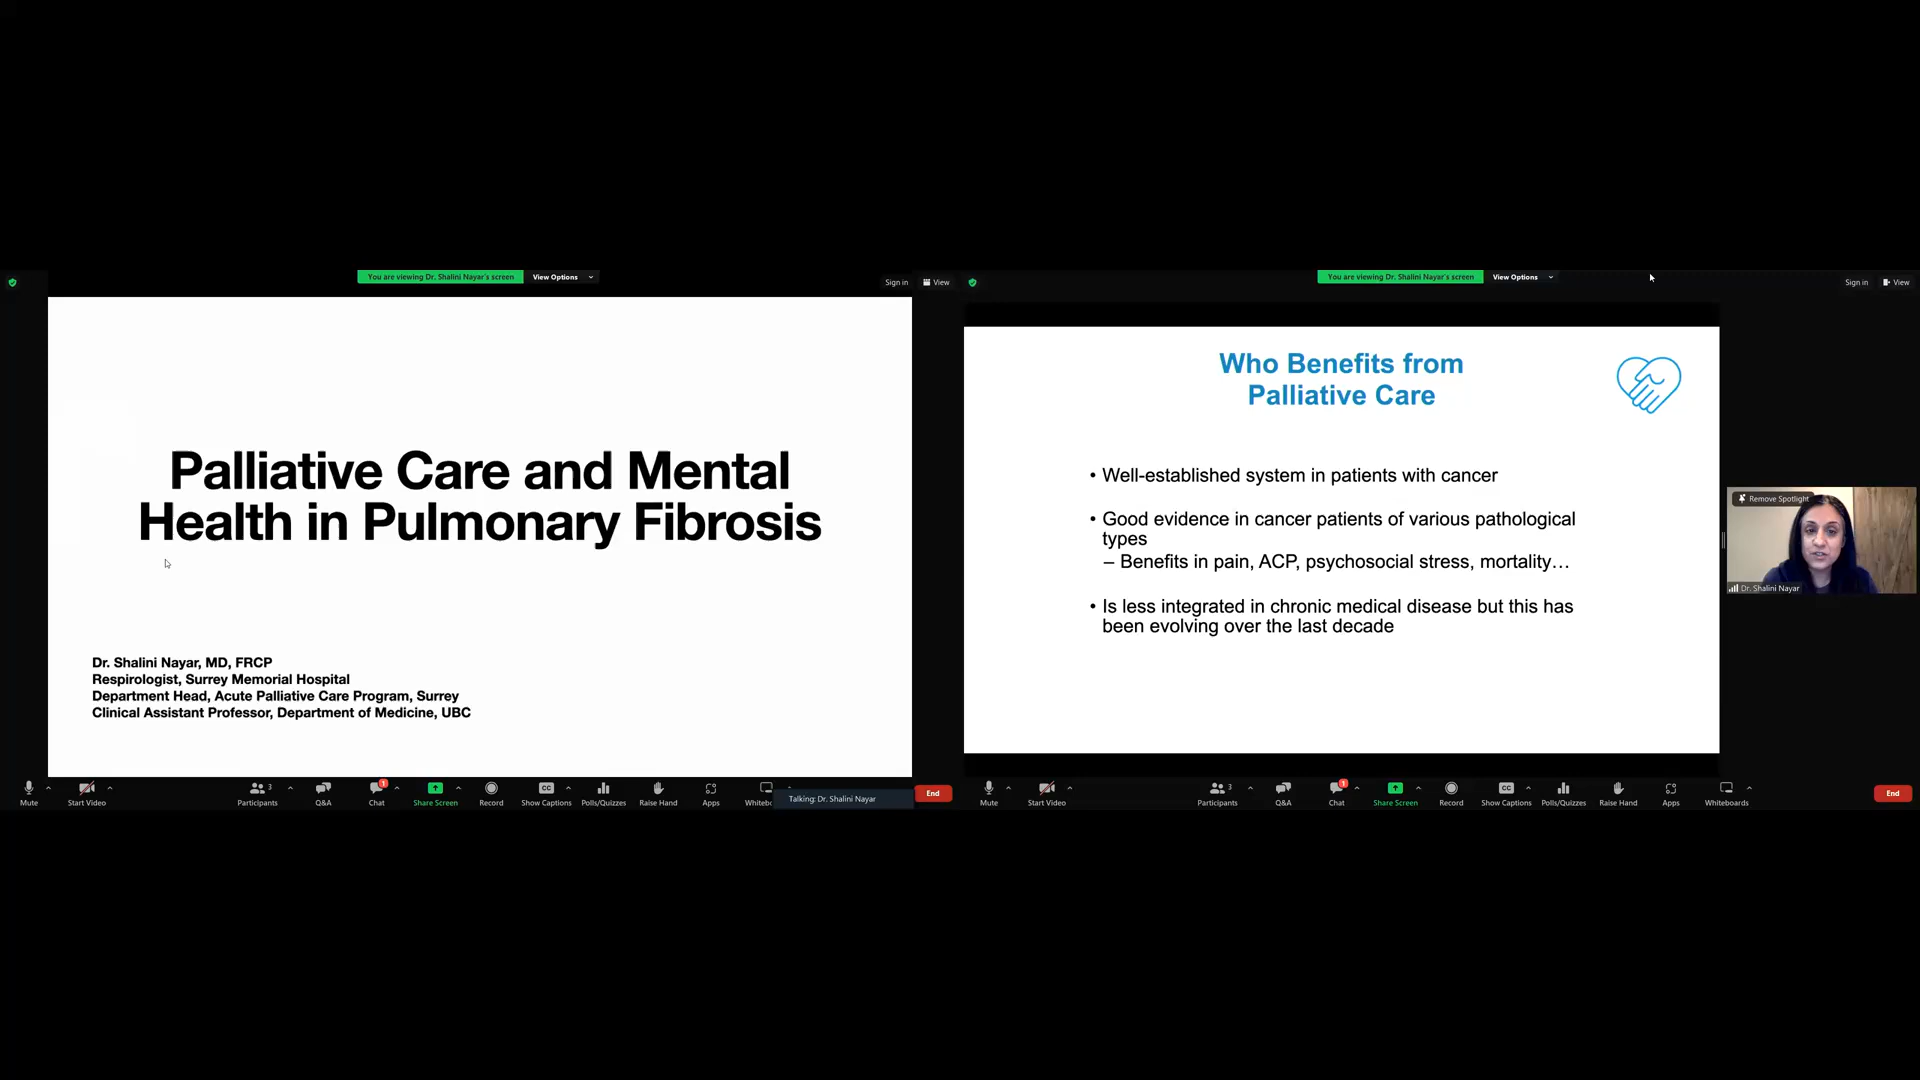 You are viewing Dr. Shalini Nayar's screen
View Options
Sign in
View
Palliative Care and Mental
Health in Pulmonary Fibrosis
Dr. Shalini Nayar, MD, FRCP
Respirologist, Surrey Memorial Hospital
Department Head, Acute Palliative Care Program, Surrey
Clinical Assistant Professor, Department of Medicine, UBC
Mute
Start Video
3
Participants
Q&A
1
Chat
Share Screen
Record
CC
Show Captions
Polls/Quizzes
Raise Hand
Apps
Whitebo
Talking: Dr. Shalini Nayar
End
You are viewing Dr. Shalini Nayar's screen
View Options
Sign in
View
Who Benefits from
Palliative Care
• Well-established system in patients with cancer
• Good evidence in cancer patients of various pathological
types
– Benefits in pain, ACP, psychosocial stress, mortality…
• Is less integrated in chronic medical disease but this has
been evolving over the last decade
Remove Spotlight
Dr. Shalini Nayar
Mute
Start Video
3
Participants
Q&A
1
Chat
Share Screen
Record
CC
Show Captions
Polls/Quizzes
Raise Hand
Apps
Whiteboards
End